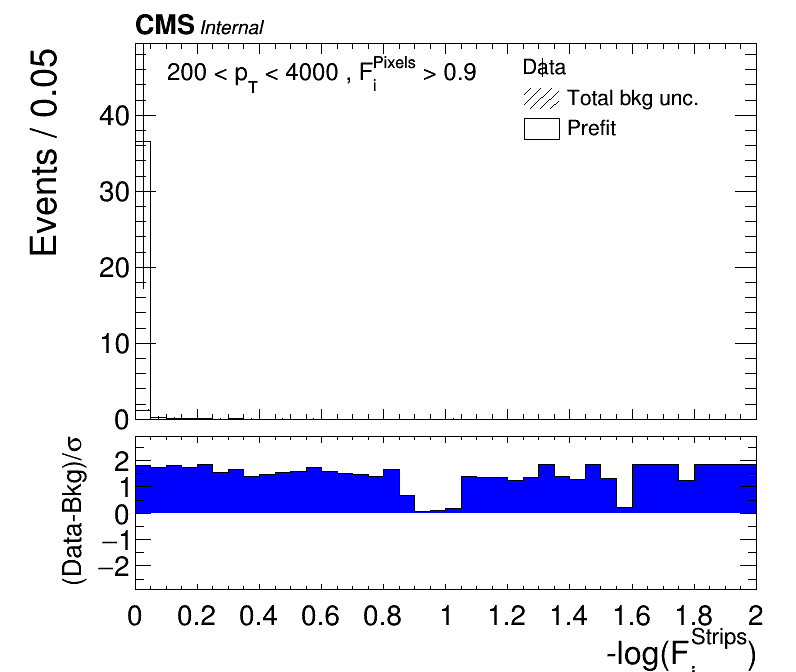 CMS Internal
200 < p_T < 4000 , F_i^Pixels > 0.9
Data
Total bkg unc.
Prefit
Events / 0.05
40
30
20
10
0
(Data-Bkg)/σ
2
1
0
−1
−2
0 0.2 0.4 0.6 0.8 1 1.2 1.4 1.6 1.8 2
-log(F_i^Strips)